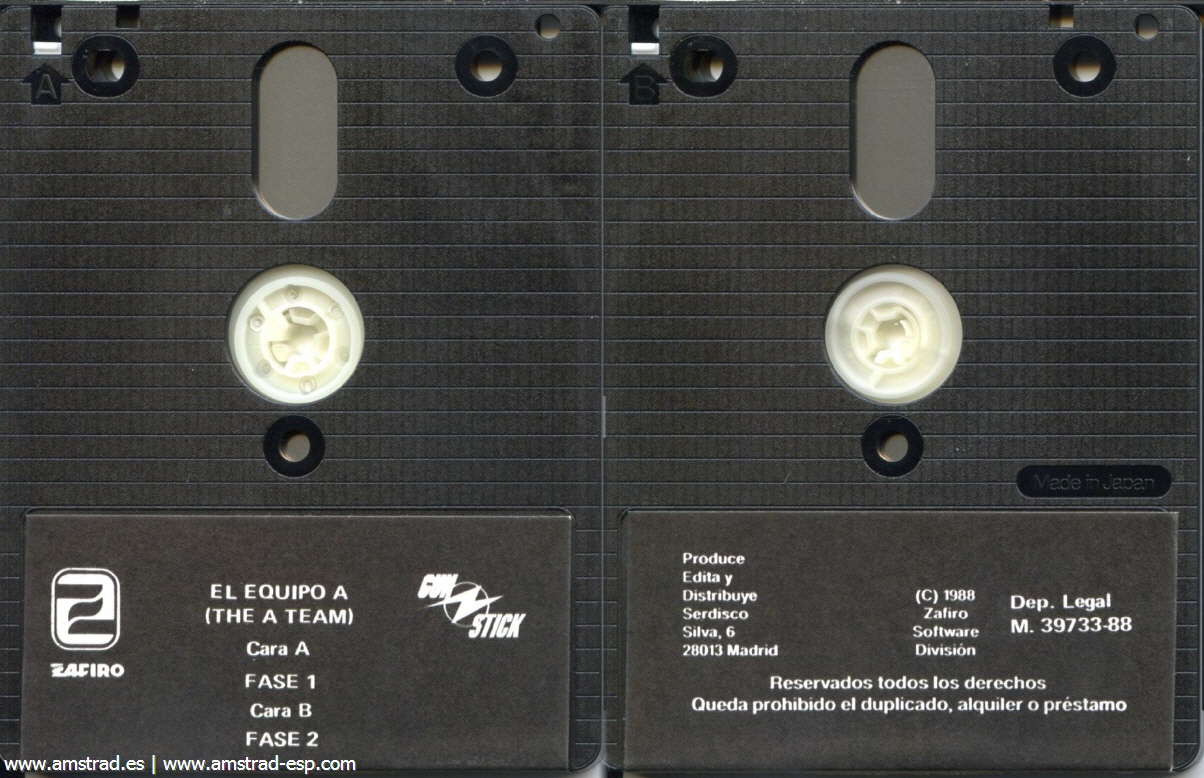 A
EL EQUIPO A
(THE A TEAM)
Cara A
FASE 1
Cara B
FASE 2
ZAFIRO
GUN
STICK
B
Made in Japan
Produce
Edita y
Distribuye
Serdisco
Silva, 6
28013 Madrid
(C) 1988
Zafiro
Software
División
Dep. Legal
M. 39733-88
Reservados todos los derechos
Queda prohibido el duplicado, alquiler o préstamo
www.amstrad.es | www.amstrad-esp.com